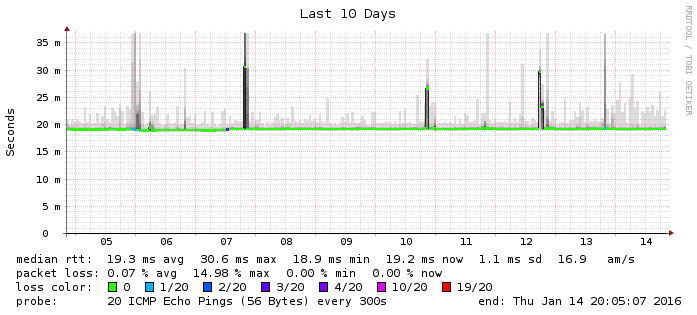 Last 10 Days
RRDTOOL / TOBI OETIKER
Seconds
35 m
30 m
25 m
20 m
15 m
10 m
5 m
0
05 06 07 08 09 10 11 12 13 14
median rtt: 19.3 ms avg 30.6 ms max 18.9 ms min 19.2 ms now 1.1 ms sd 16.9 am/s
packet loss: 0.07 % avg 14.98 % max 0.00 % min 0.00 % now
loss color: 0 1/20 2/20 3/20 4/20 10/20 19/20
probe: 20 ICMP Echo Pings (56 Bytes) every 300s end: Thu Jan 14 20:05:07 2016